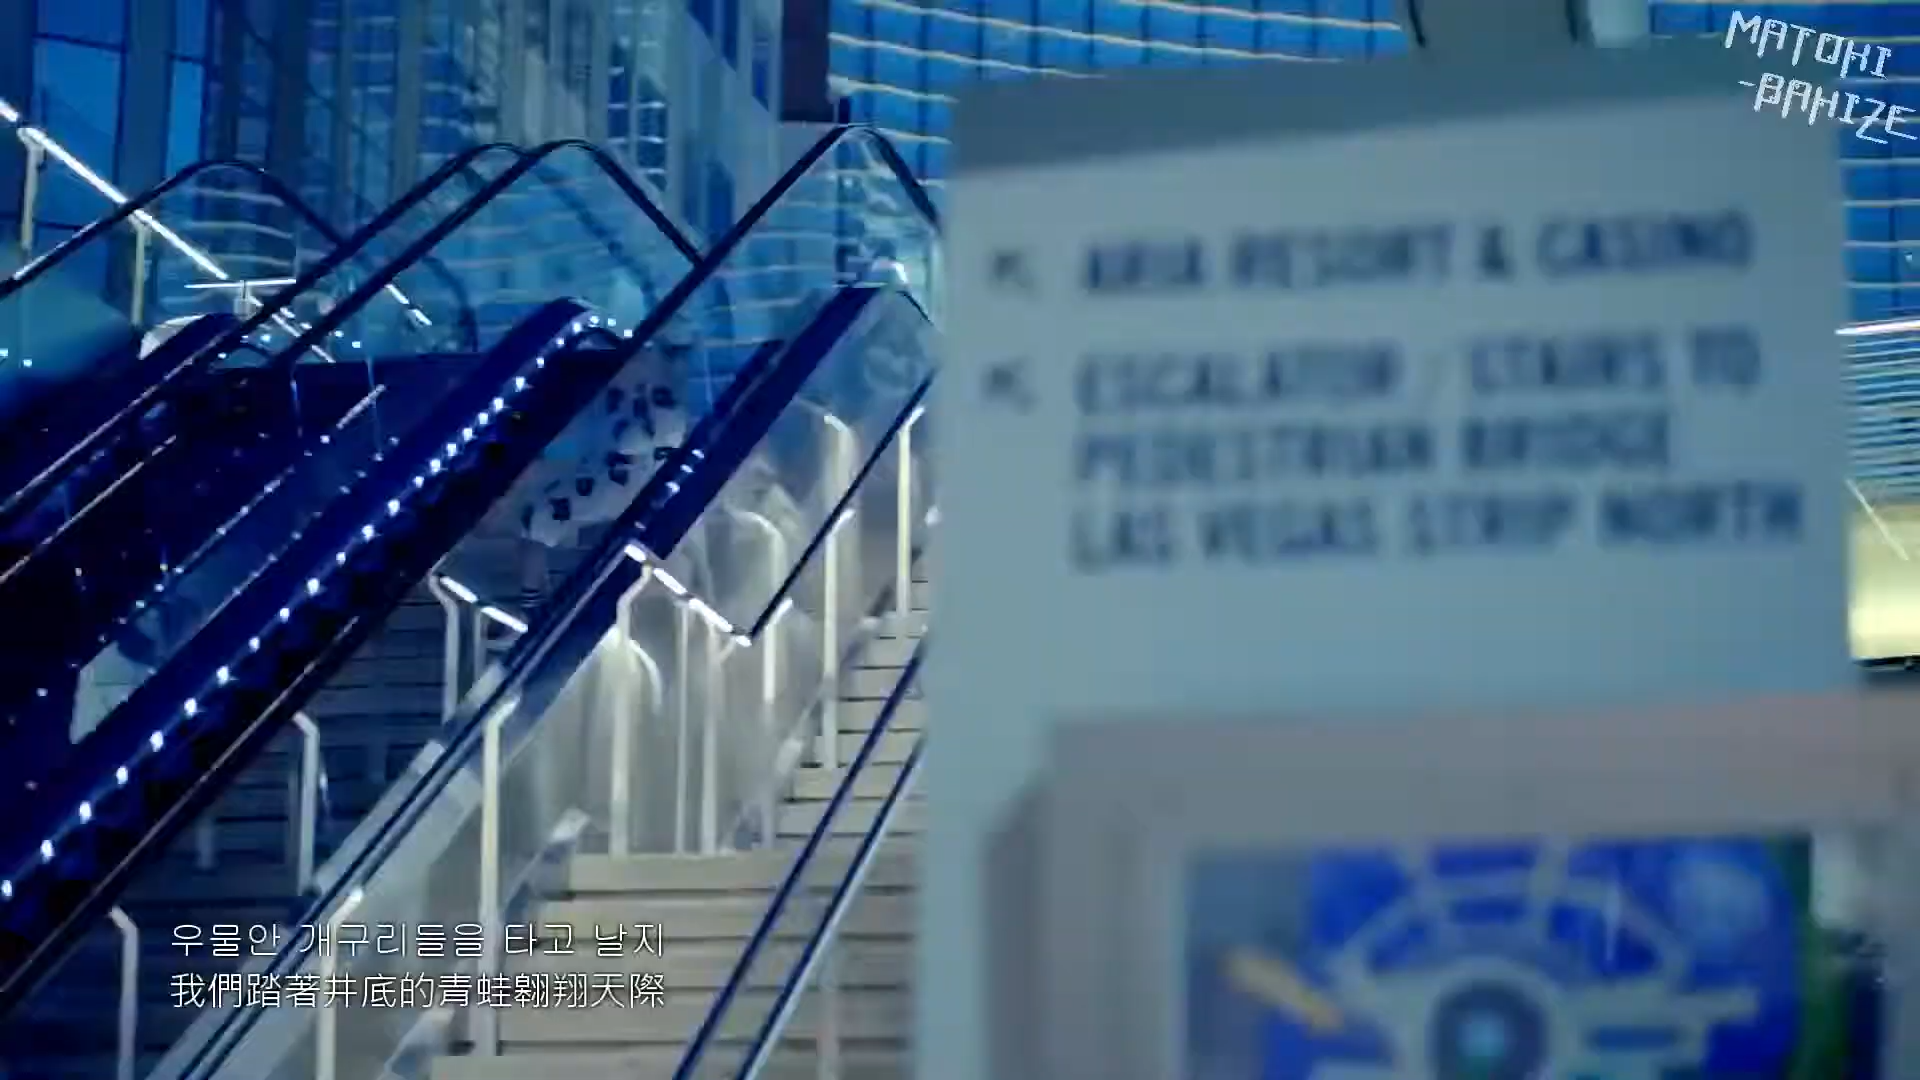 MATOHI
-BAHIZE
ARIA RESORT & CASINO
ESCALATOR / STAIRS TO
PEDESTRIAN BRIDGE
LAS VEGAS STRIP NORTH
우물안 개구리들을 타고 날지
我們踏著井底的青蛙翱翔天際